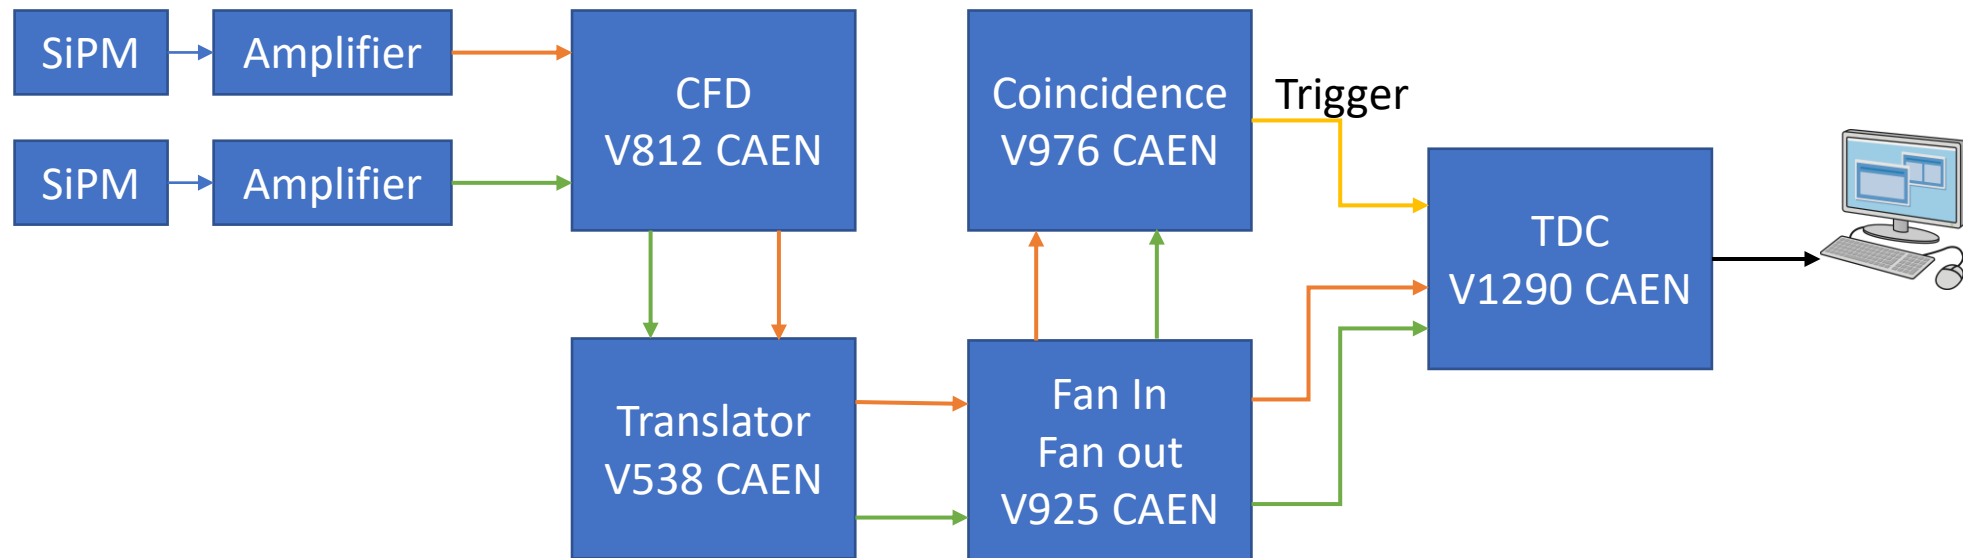 SiPM
Amplifier
SiPM
Amplifier
CFD
V812 CAEN
Translator
V538 CAEN
Coincidence
V976 CAEN
Fan In
Fan out
V925 CAEN
Trigger
TDC
V1290 CAEN